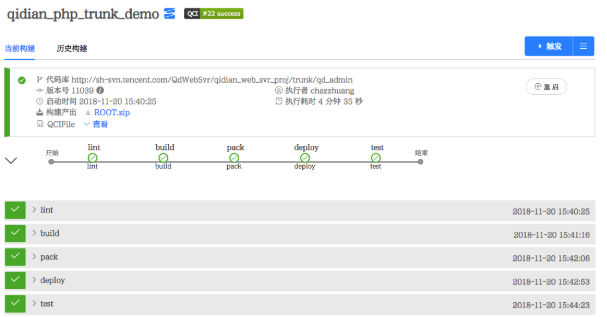 qidian_php_trunk_demo QCI #22 success
当前构建 历史构建 触发
代码库 http://sh-svn.tencent.com/QdWebSvr/qidian_web_svr_proj/trunk/qd_admin
版本号 11039 执行者 chazzhuang 重启
启动时间 2018-11-20 15:40:25 执行耗时 4 分钟 35 秒
构建产出 ROOT.zip
QCIFile 查看
开始 lint build pack deploy test 结束
lint build pack deploy test
lint 2018-11-20 15:40:25
build 2018-11-20 15:41:16
pack 2018-11-20 15:42:06
deploy 2018-11-20 15:42:53
test 2018-11-20 15:44:23